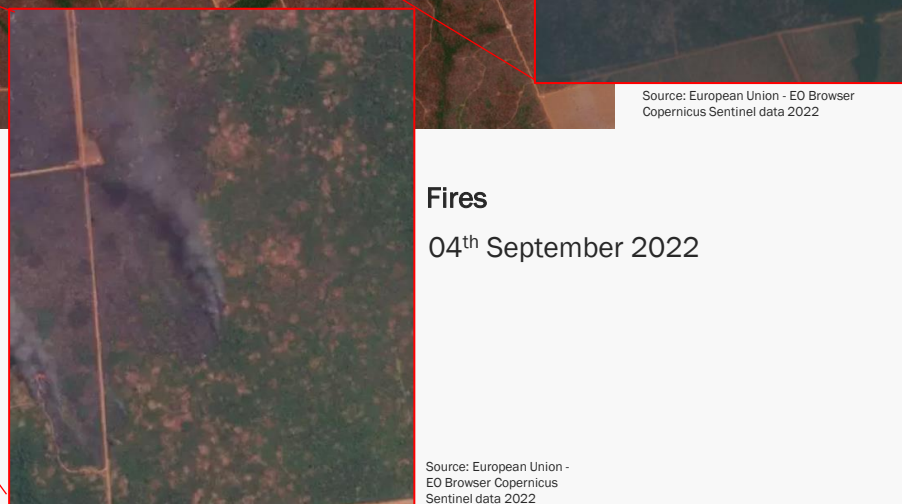 Source: European Union - EO Browser
Copernicus Sentinel data 2022
Fires
04th September 2022
Source: European Union -
EO Browser Copernicus
Sentinel data 2022